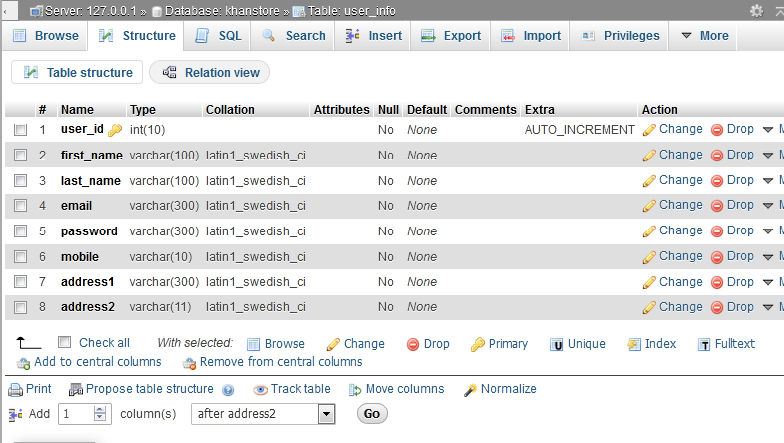 Server: 127.0.0.1 » Database: khanstore » Table: user_info
Browse Structure SQL Search Insert Export Import Privileges More
Table structure Relation view
# Name Type Collation Attributes Null Default Comments Extra Action
1 user_id int(10) No None AUTO_INCREMENT Change Drop
2 first_name varchar(100) latin1_swedish_ci No None Change Drop
3 last_name varchar(100) latin1_swedish_ci No None Change Drop
4 email varchar(300) latin1_swedish_ci No None Change Drop
5 password varchar(300) latin1_swedish_ci No None Change Drop
6 mobile varchar(10) latin1_swedish_ci No None Change Drop
7 address1 varchar(300) latin1_swedish_ci No None Change Drop
8 address2 varchar(11) latin1_swedish_ci No None Change Drop
Check all With selected: Browse Change Drop Primary Unique Index Fulltext
Add to central columns Remove from central columns
Print Propose table structure Track table Move columns Normalize
Add 1 column(s) after address2 Go